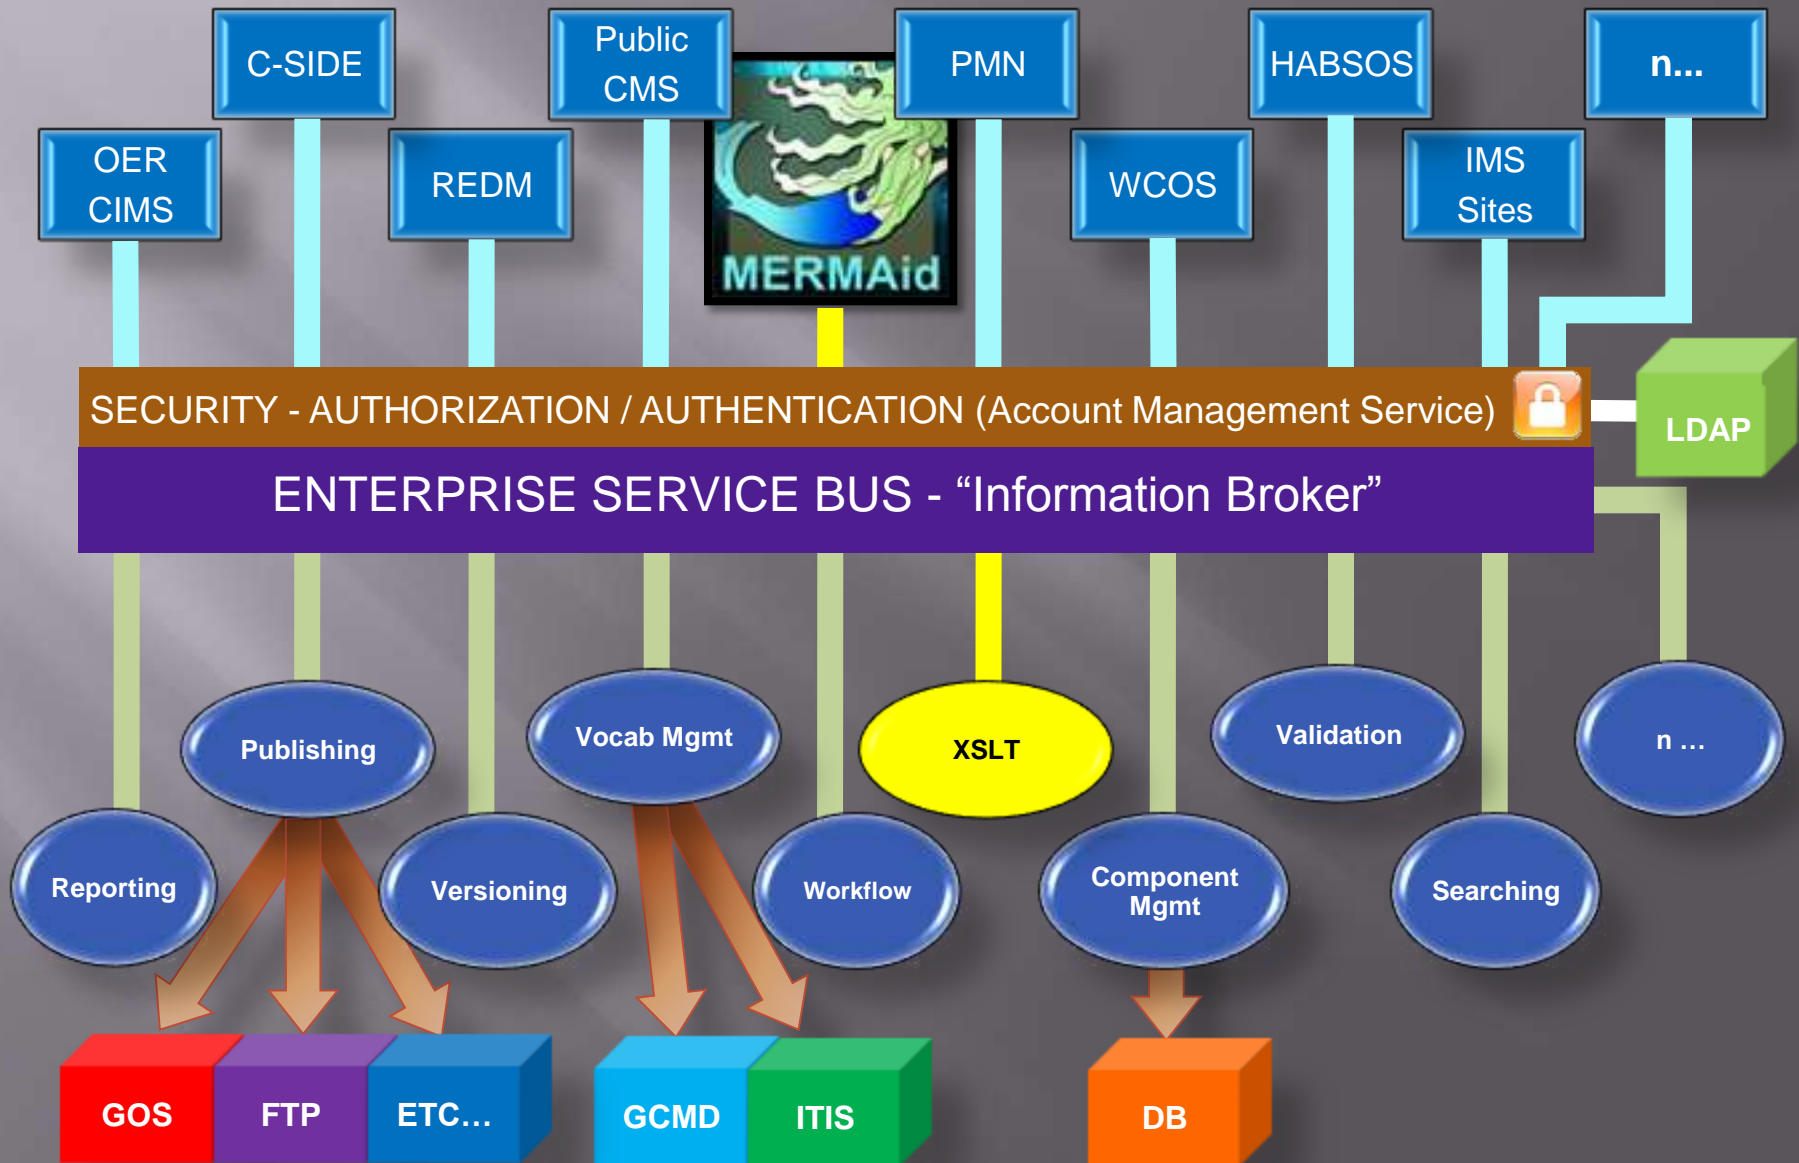 C-SIDE
Public
CMS
PMN
HABSOS
n...
OER
CIMS
REDM
MERMAid
WCOS
IMS
Sites
SECURITY - AUTHORIZATION / AUTHENTICATION (Account Management Service)
LDAP
ENTERPRISE SERVICE BUS - “Information Broker”
Publishing
Vocab Mgmt
XSLT
Validation
n ...
Reporting
Versioning
Workflow
Component
Mgmt
Searching
GOS
FTP
ETC...
GCMD
ITIS
DB